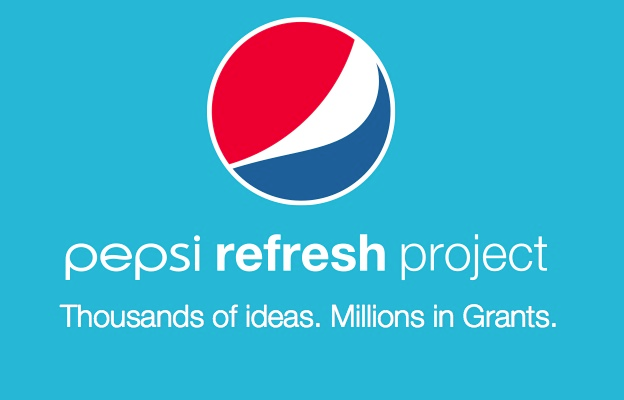 pepsi refresh project
Thousands of ideas. Millions in Grants.